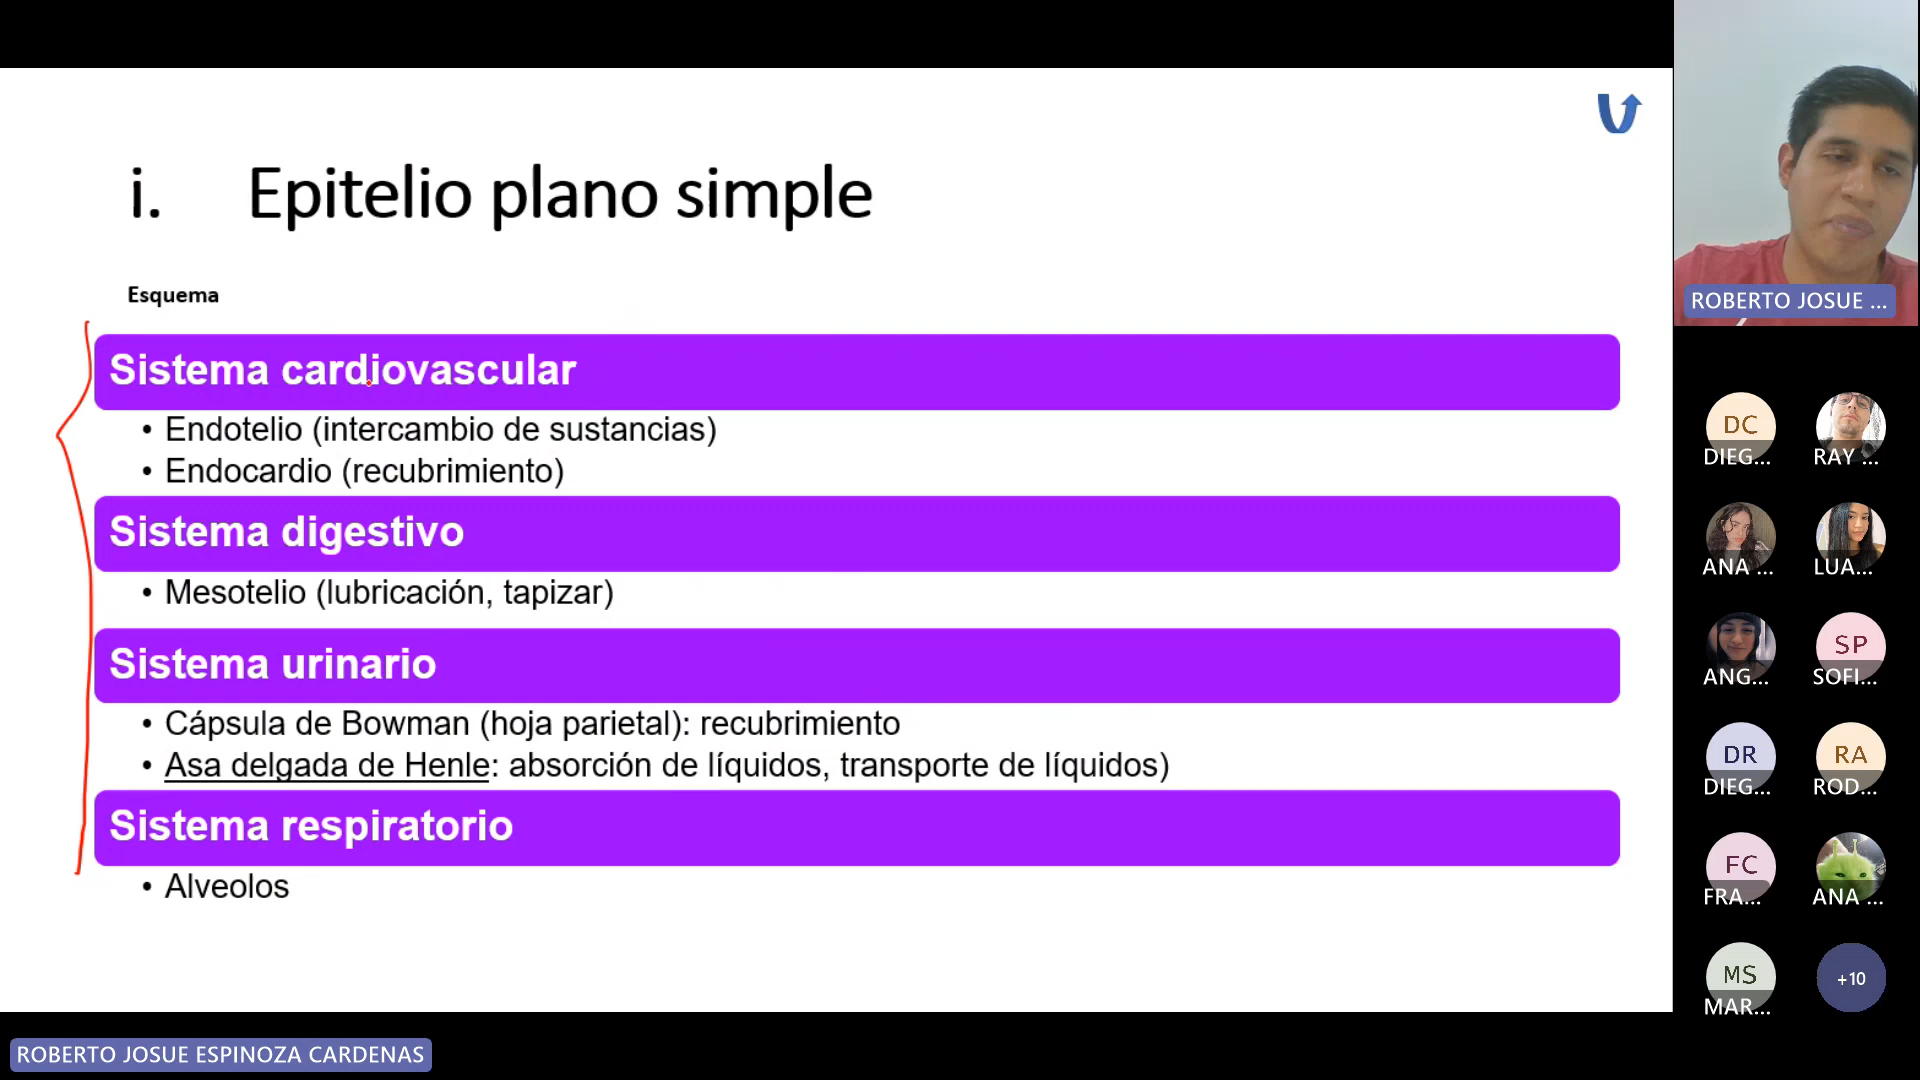 i. Epitelio plano simple
Esquema
Sistema cardiovascular
• Endotelio (intercambio de sustancias)
• Endocardio (recubrimiento)
Sistema digestivo
• Mesotelio (lubricación, tapizar)
Sistema urinario
• Cápsula de Bowman (hoja parietal): recubrimiento
• Asa delgada de Henle: absorción de líquidos, transporte de líquidos)
Sistema respiratorio
• Alveolos
ROBERTO JOSUE ...
DC
DIEG...
RAY ...
ANA ...
LUA...
ANG...
SP
SOFI...
DR
DIEG...
RA
ROD...
FC
FRA...
ANA ...
MS
MAR...
+10
ROBERTO JOSUE ESPINOZA CARDENAS